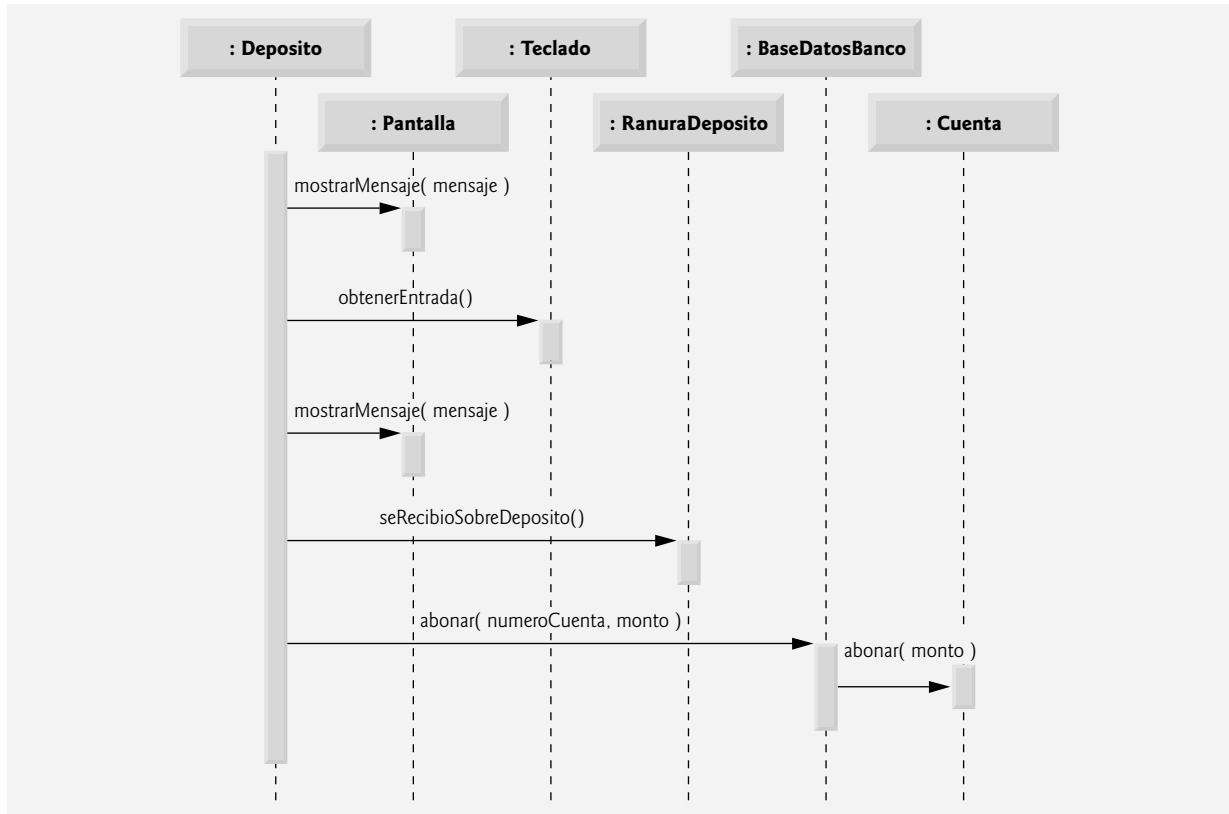 : Deposito
: Teclado
: BaseDatosBanco
: Pantalla
: RanuraDeposito
: Cuenta
mostrarMensaje( mensaje )
obtenerEntrada()
mostrarMensaje( mensaje )
seRecibioSobreDeposito()
abonar( numeroCuenta, monto )
abonar( monto )